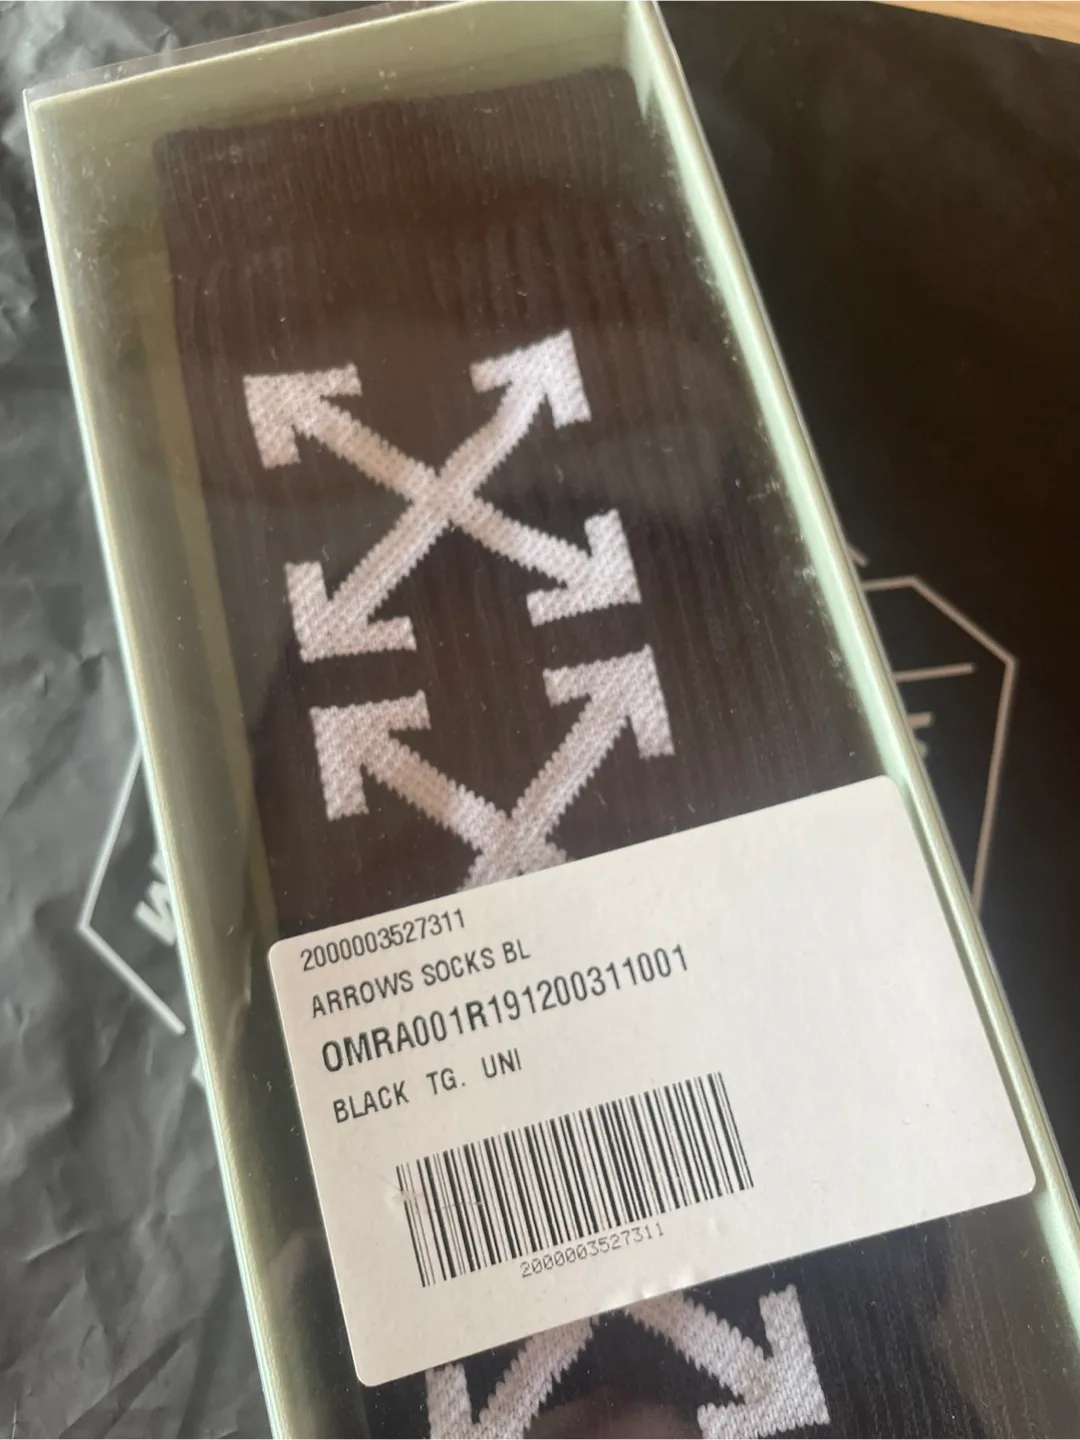 2000003527311
ARROWS SOCKS BL
OMRA001R191200311001
BLACK TG. UNI
2000003527311